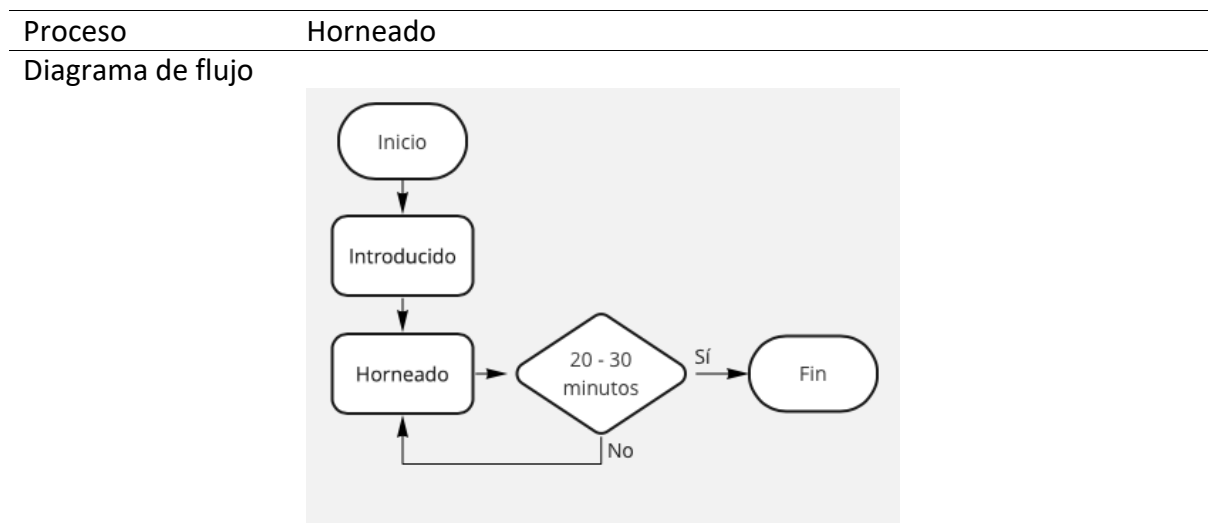 Proceso Horneado
Diagrama de flujo
Inicio
Introducido
Horneado
20 - 30
minutos
Sí
Fin
No